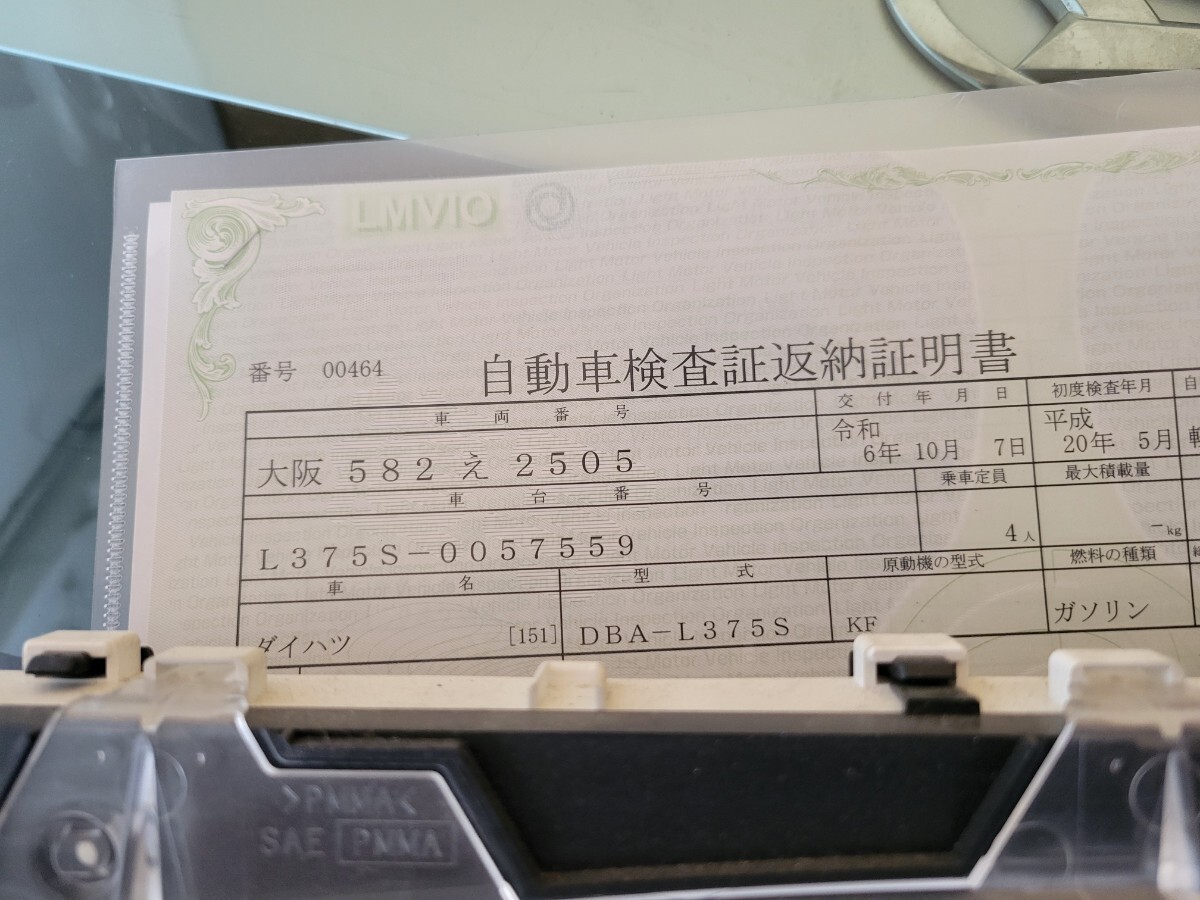 LMVIO
番号 00464
自動車検査証返納証明書
車両番号
交付年月日
初度検査年月
自
大阪 582 え 2505
令和
6年 10月 7日
平成
20年 5月
車台番号
乗車定員
最大積載量
L375S-0057559
4人
-kg
車名
型式
原動機の型式
燃料の種類
ダイハツ
[151]
DBA-L375S
KF
ガソリン
>PMMA<
SAE PMMA